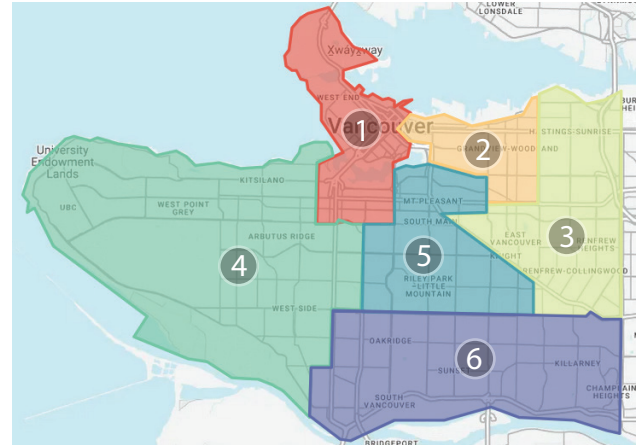 LOWER
LONSDALE
X̱wáýx̱way
WEST END
Vancouver
1
HASTINGS-SUNRISE
2
GRANDVIEW-WOODLAND
University
Endowment
Lands
KITSILANO
UBC
WEST POINT
GREY
MT PLEASANT
SOUTH MAIN
ARBUTUS RIDGE
EAST
VANCOUVER
RENFREW
HEIGHTS
3
4
5
KNIGHT
RENFREW-COLLINGWOOD
RILEY PARK
-LITTLE
MOUNTAIN
WEST SIDE
OAKRIDGE
6
SUNSET
KILLARNEY
CHAMPLAIN
HEIGHTS
SOUTH
VANCOUVER
BRIDGEPORT